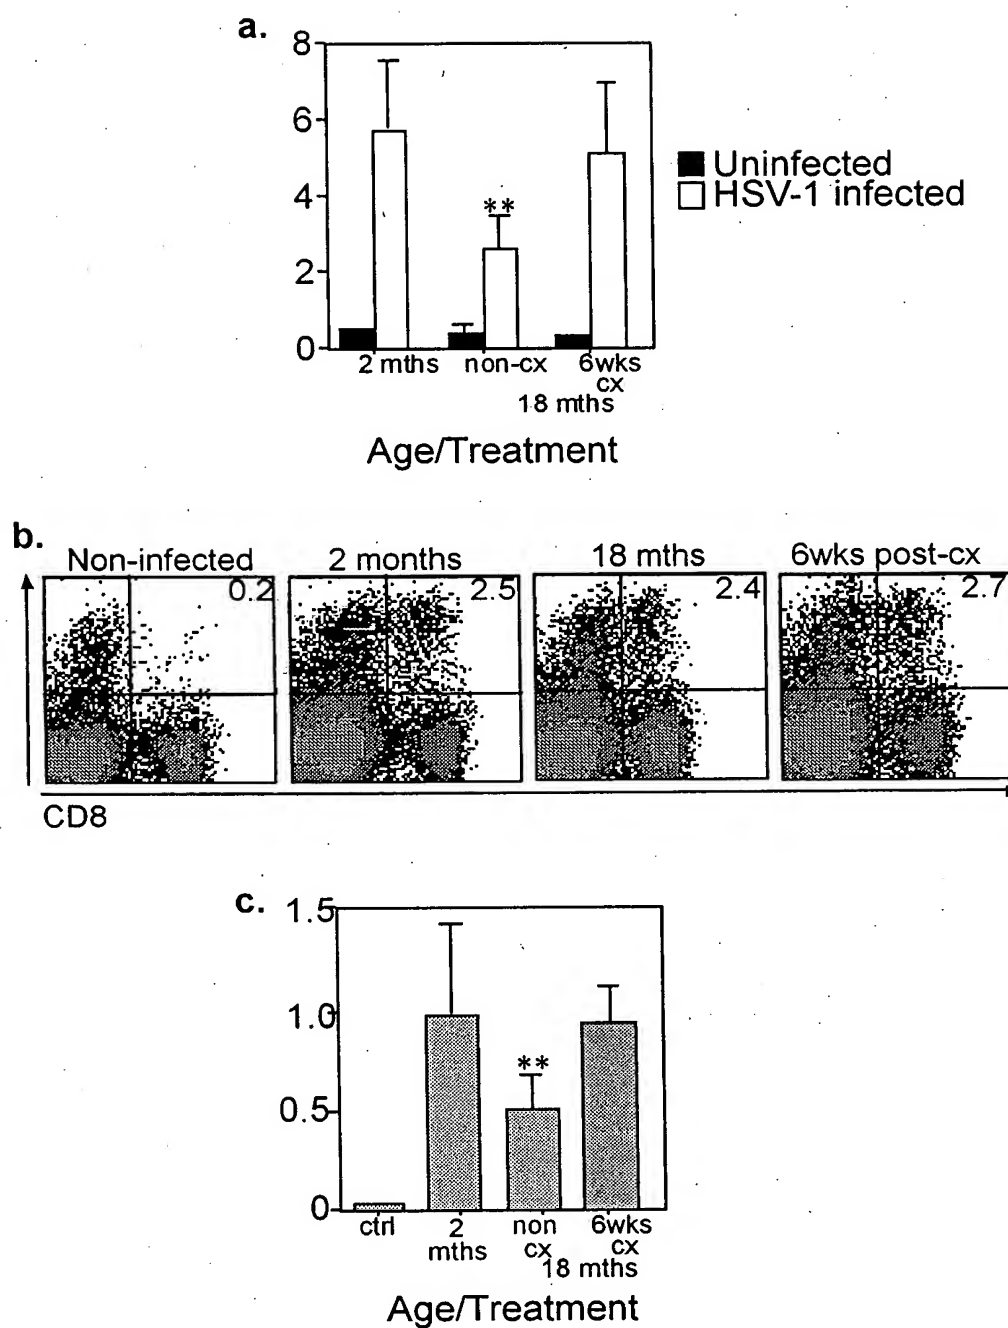 a.
8
6
4
2
0
**
Uninfected
HSV-1 infected
2 mths non-cx 6wks
cx
18 mths
Age/Treatment
b.
Non-infected 2 months 18 mths 6wks post-cx
0.2 2.5 2.4 2.7
CD8
c.
1.5
1.0
0.5
0
**
ctrl 2 non 6wks
mths cx cx
18 mths
Age/Treatment